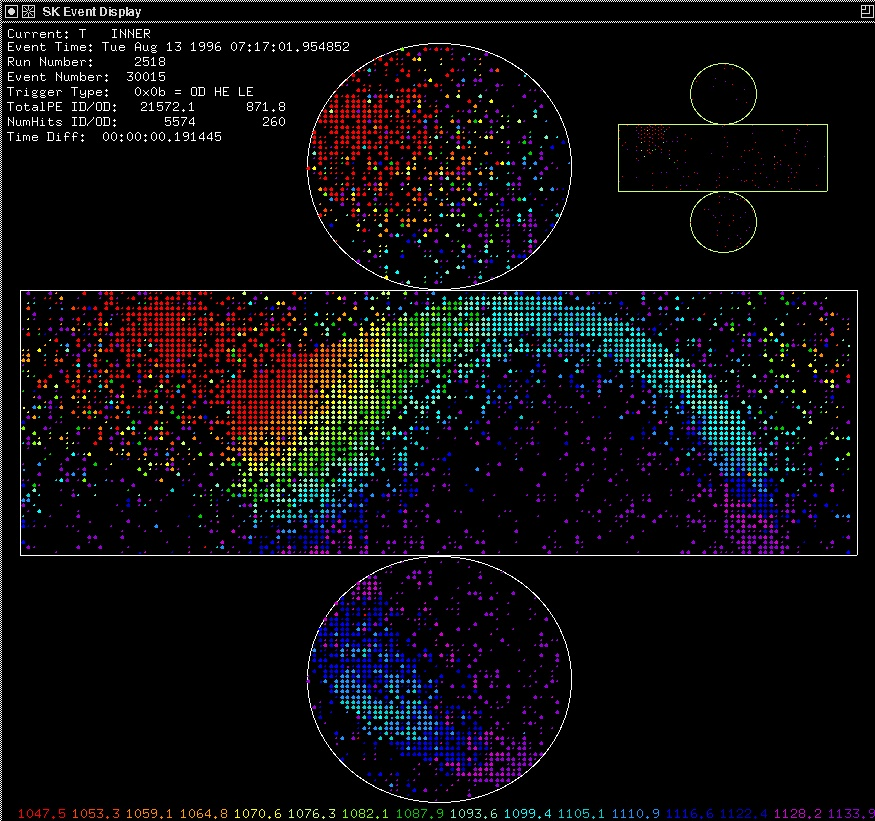 SK Event Display
Current: T INNER
Event Time: Tue Aug 13 1996 07:17:01.954852
Run Number: 2518
Event Number: 30015
Trigger Type: 0x0b = OD HE LE
TotalPE ID/OD: 21572.1 871.8
NumHits ID/OD: 5574 260
Time Diff: 00:00:00.191445
1047.5 1053.3 1059.1 1064.8 1070.6 1076.3 1082.1 1087.9 1093.6 1099.4 1105.1 1110.9 1116.6 1122.4 1128.2 1133.9